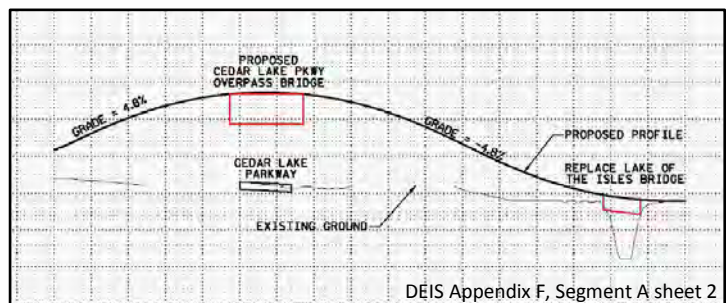 PROPOSED
CEDAR LAKE PKWY
OVERPASS BRIDGE
GRADE = 4.8%
GRADE = -4.8%
PROPOSED PROFILE
CEDAR LAKE
PARKWAY
REPLACE LAKE OF
THE ISLES BRIDGE
EXISTING GROUND
DEIS Appendix F, Segment A sheet 2